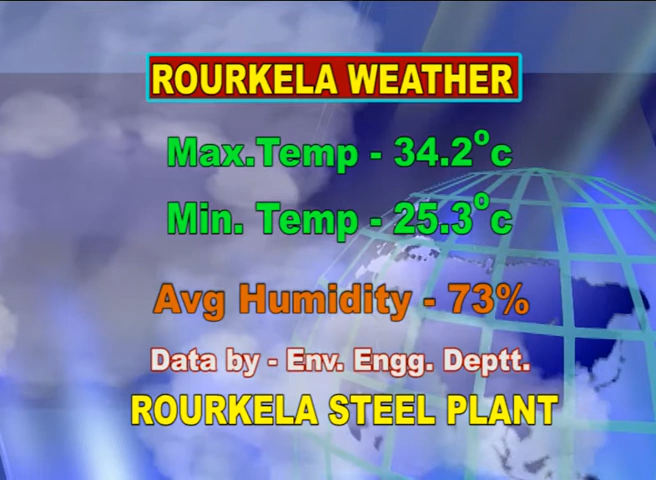 ROURKELA WEATHER
Max.Temp - 34.2°c
Min. Temp - 25.3°c
Avg Humidity - 73%
Data by - Env. Engg. Deptt.
ROURKELA STEEL PLANT